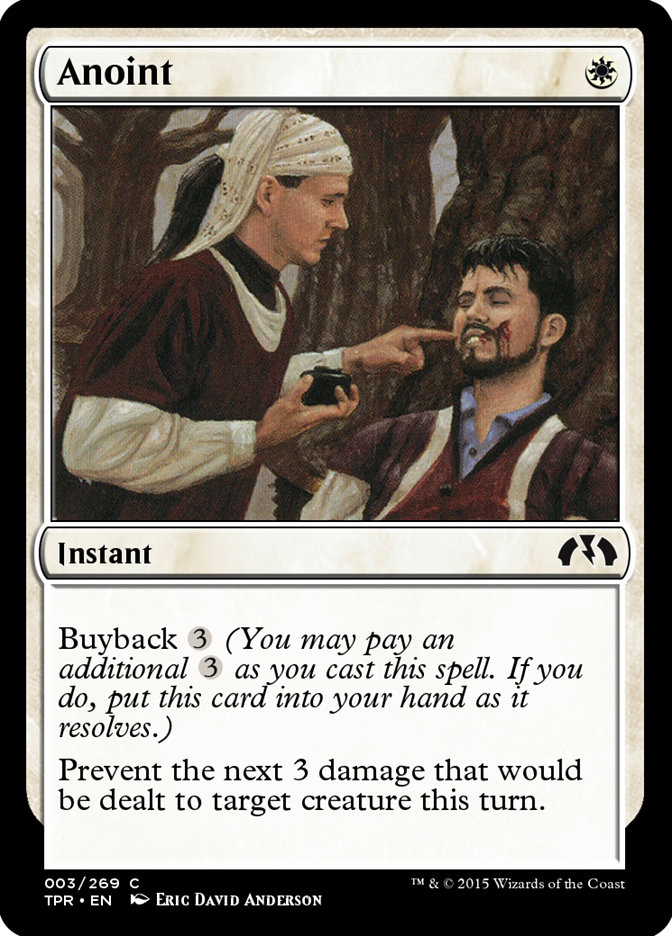 Anoint
Instant
Buyback 3 (You may pay an
additional 3 as you cast this spell. If you
do, put this card into your hand as it
resolves.)
Prevent the next 3 damage that would
be dealt to target creature this turn.
003/269 C
TPR • EN Eric David Anderson
™ & © 2015 Wizards of the Coast